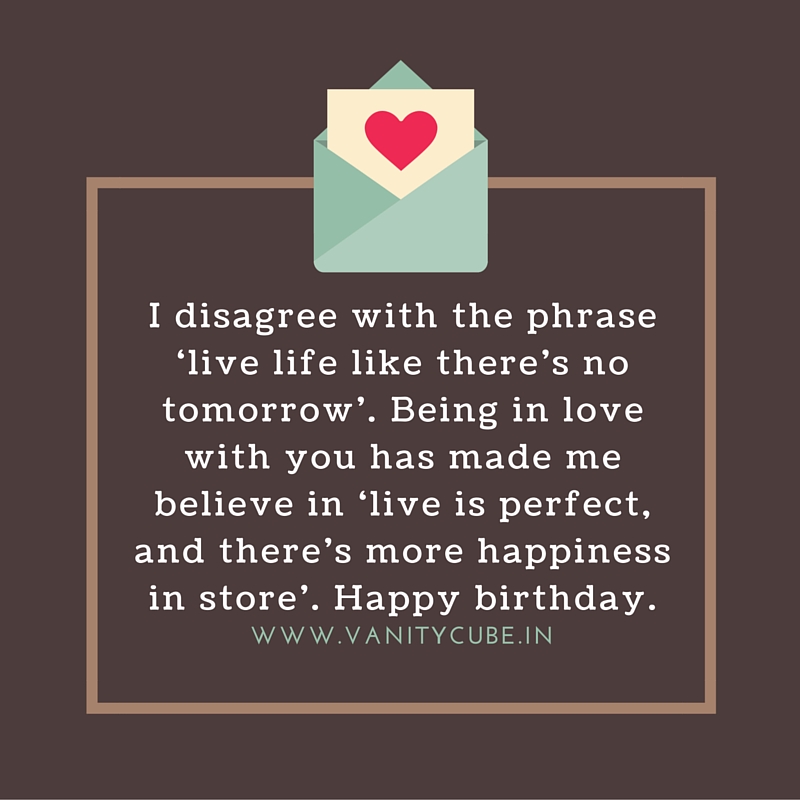 I disagree with the phrase
‘live life like there’s no
tomorrow’. Being in love
with you has made me
believe in ‘live is perfect,
and there’s more happiness
in store’. Happy birthday.
WWW.VANITYCUBE.IN